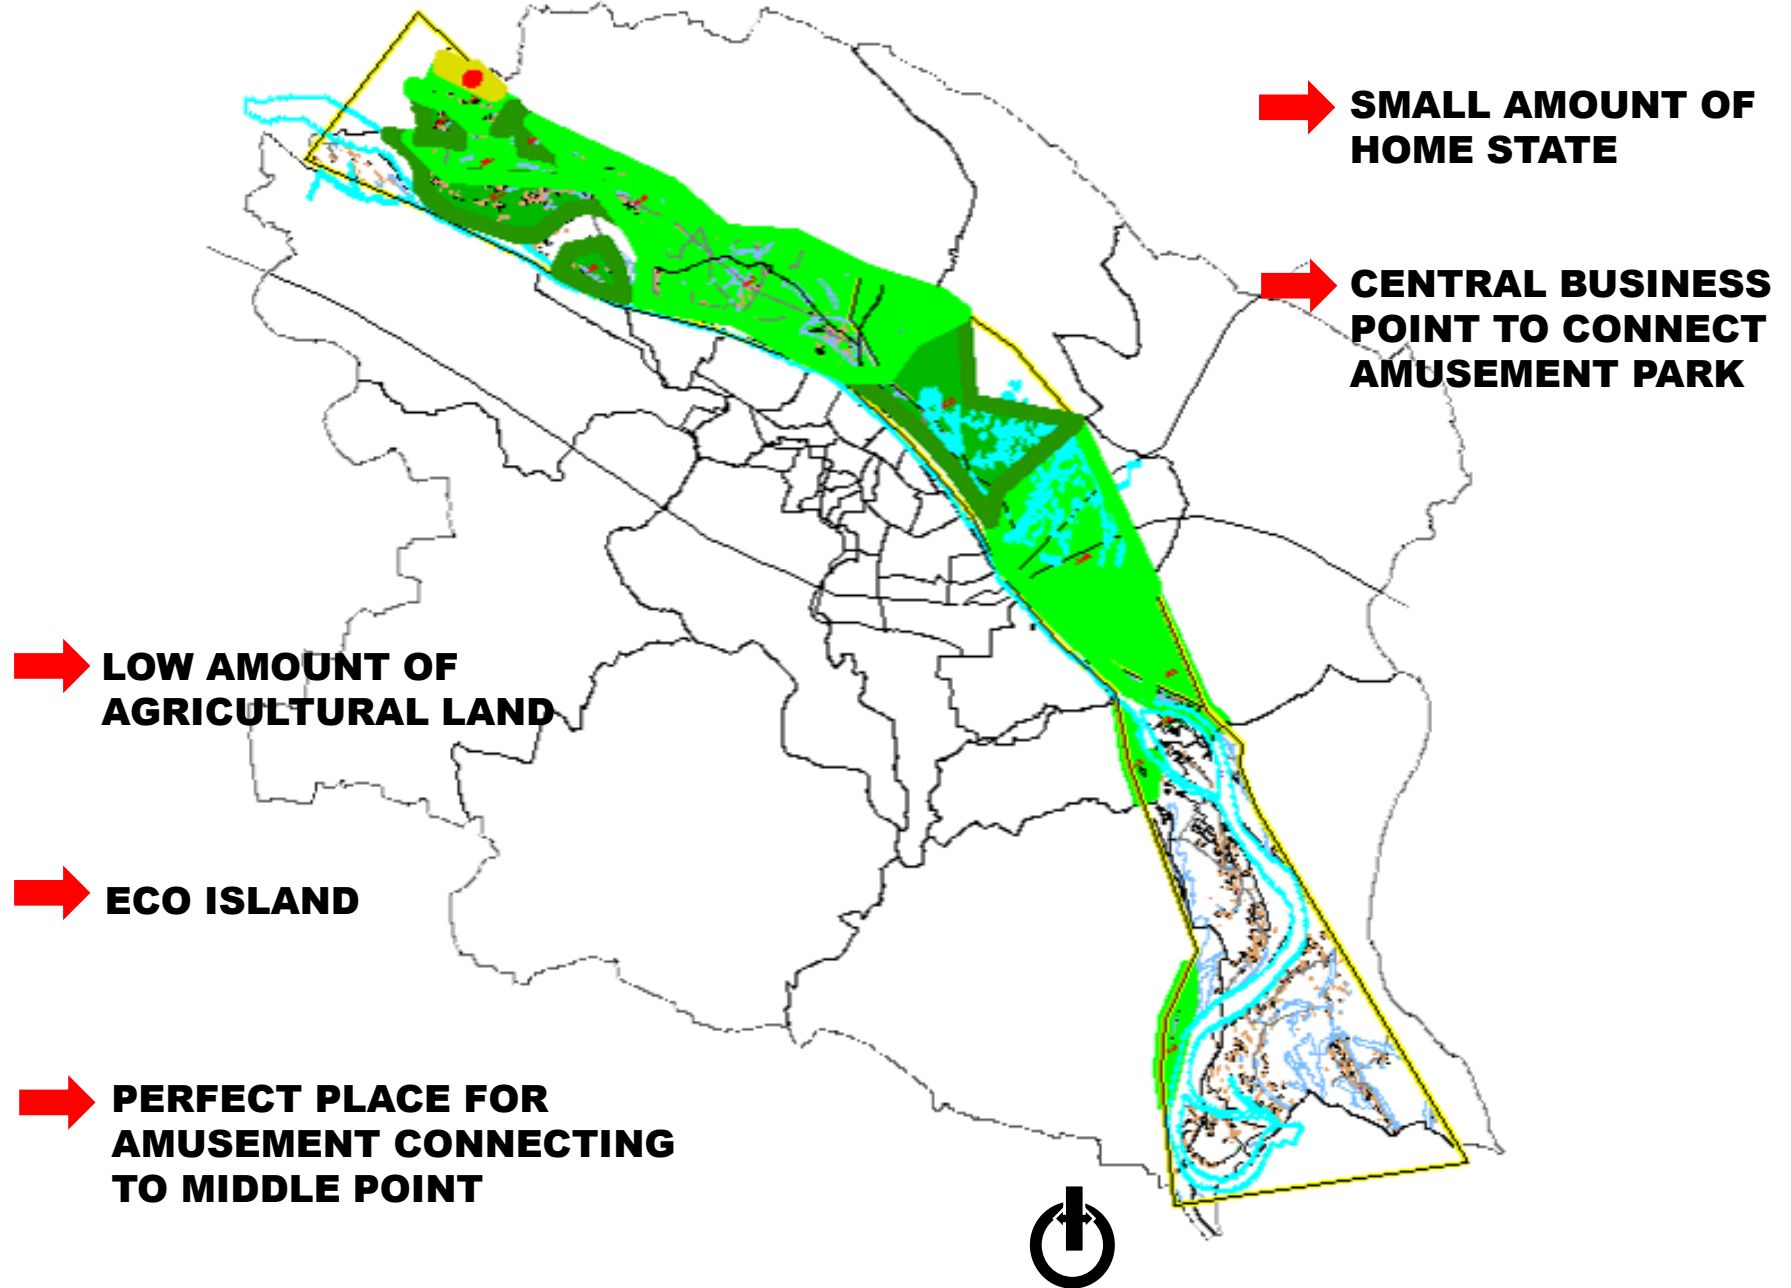 SMALL AMOUNT OF
HOME STATE
CENTRAL BUSINESS
POINT TO CONNECT
AMUSEMENT PARK
LOW AMOUNT OF
AGRICULTURAL LAND
ECO ISLAND
PERFECT PLACE FOR
AMUSEMENT CONNECTING
TO MIDDLE POINT